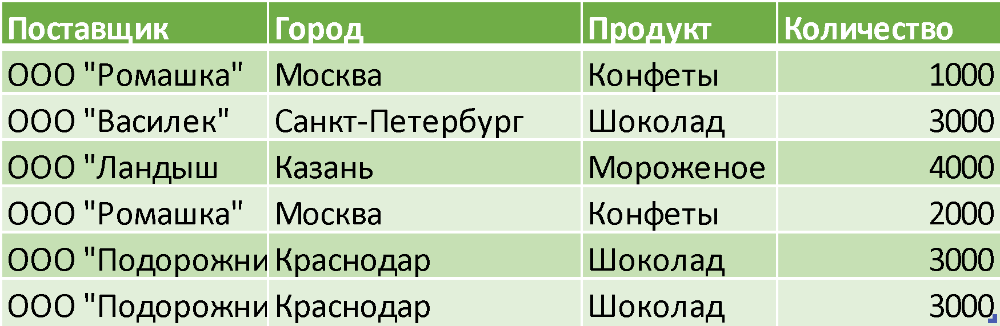 Поставщик Город Продукт Количество
ООО "Ромашка" Москва Конфеты 1000
ООО "Василек" Санкт-Петербург Шоколад 3000
ООО "Ландыш Казань Мороженое 4000
ООО "Ромашка" Москва Конфеты 2000
ООО "Подорожни Краснодар Шоколад 3000
ООО "Подорожни Краснодар Шоколад 3000